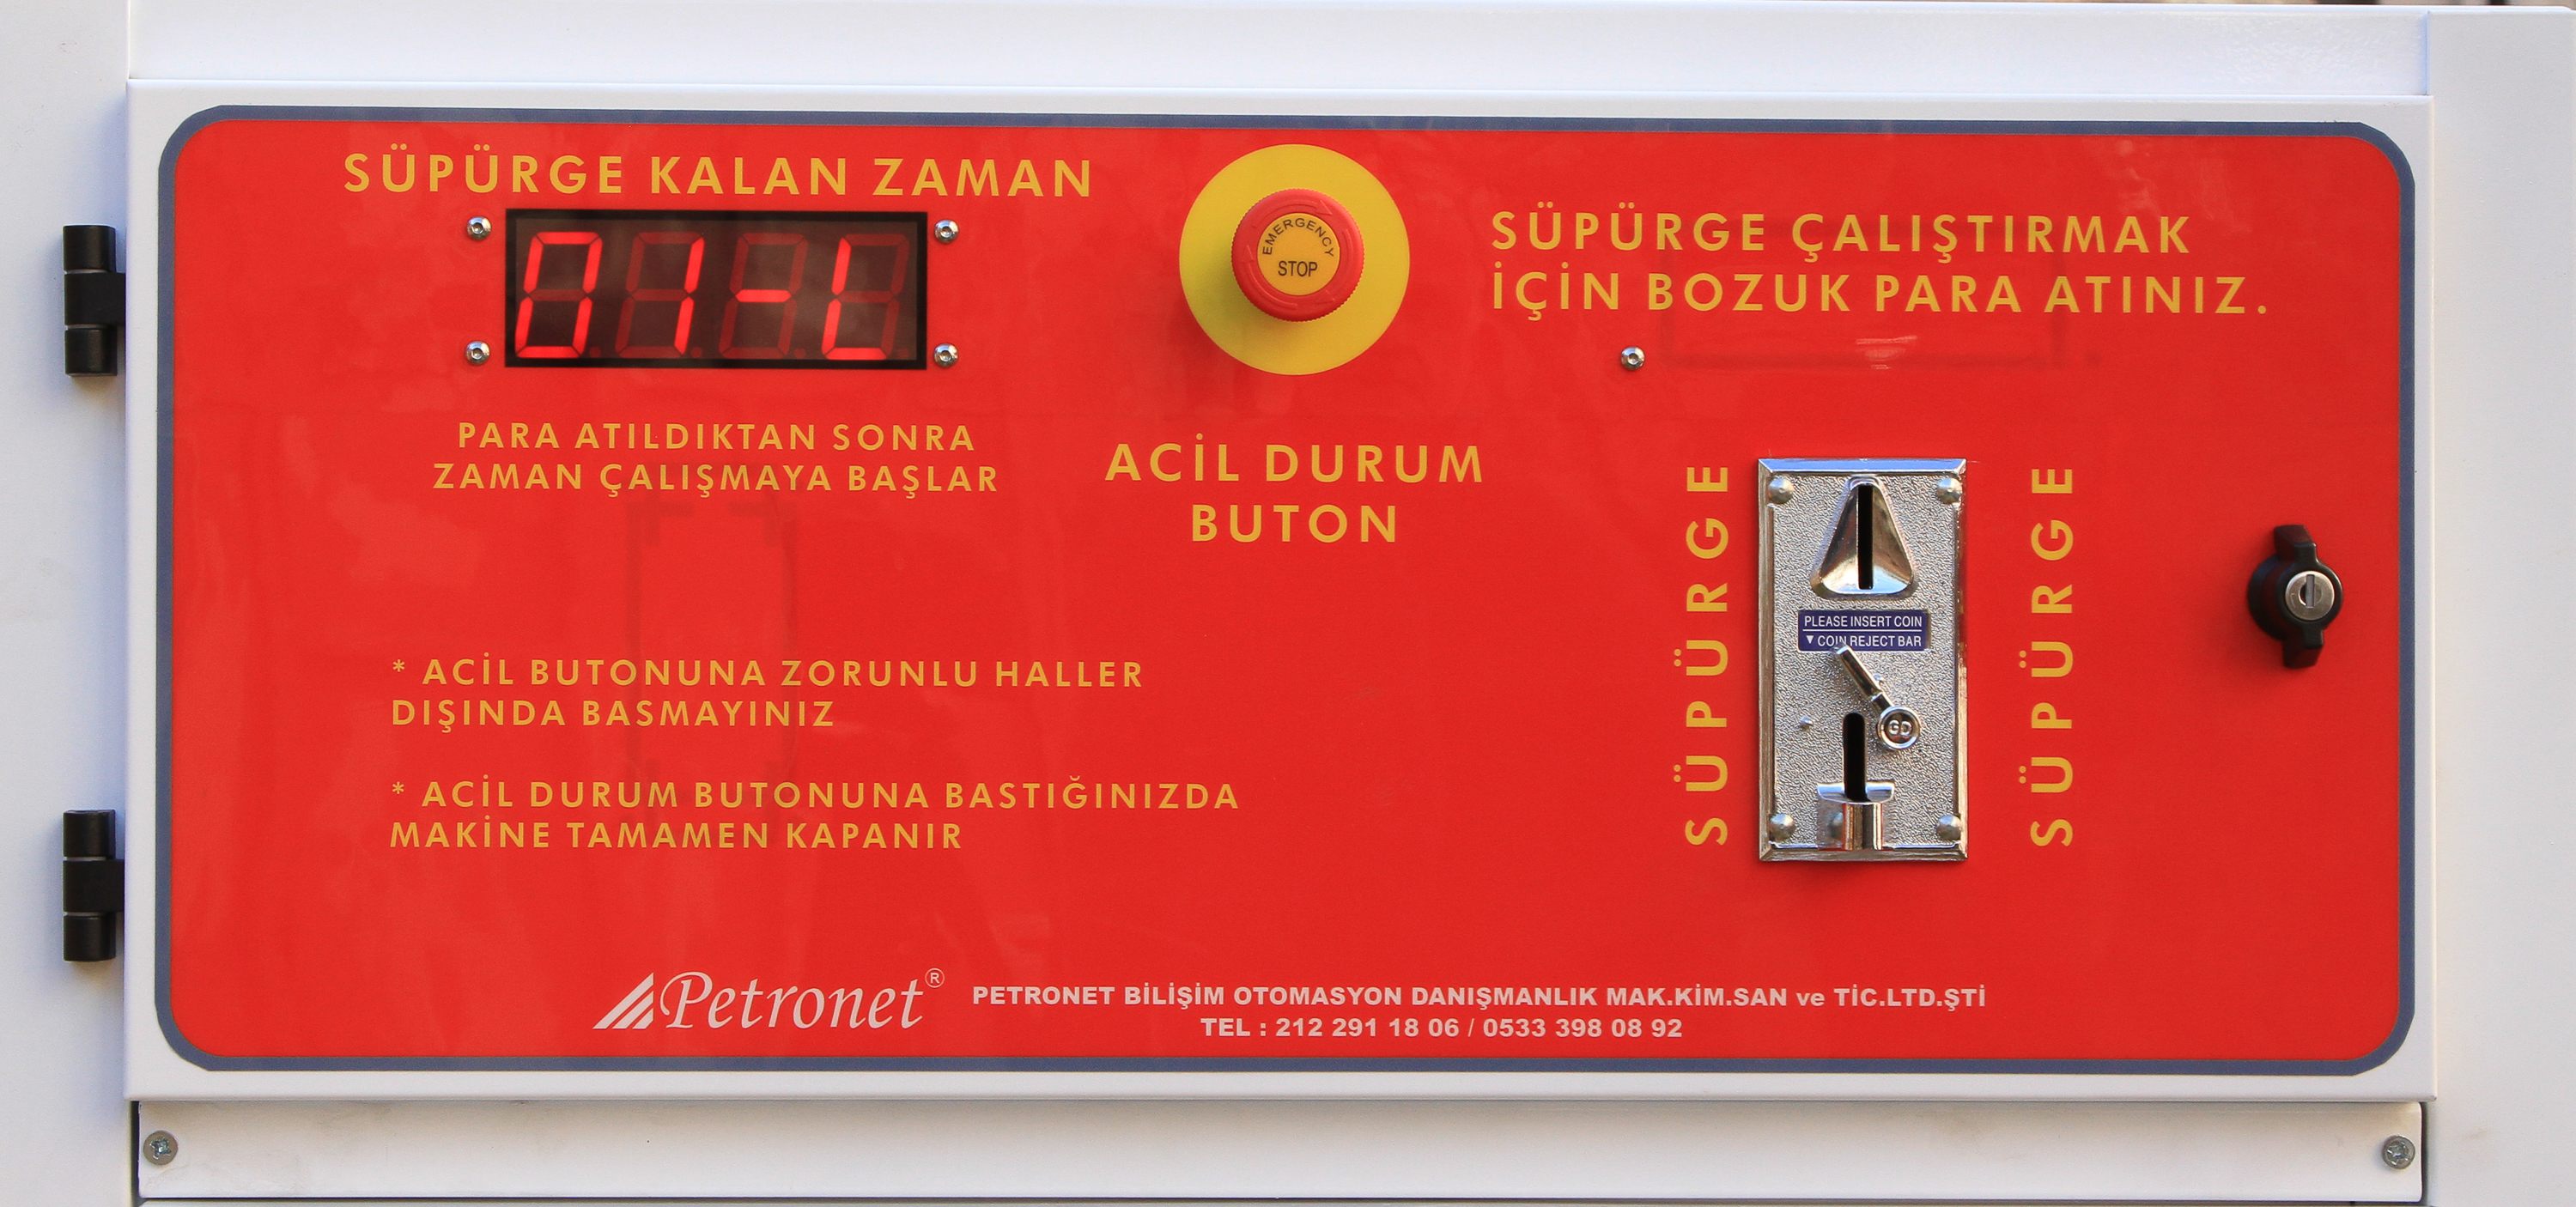 SÜPÜRGE KALAN ZAMAN
PARA ATILDIKTAN SONRA
ZAMAN ÇALIŞMAYA BAŞLAR
EMERGENCY
STOP
ACİL DURUM
BUTON
SÜPÜRGE ÇALIŞTIRMAK
İÇİN BOZUK PARA ATINIZ.
SÜPÜRGE
PLEASE INSERT COIN
▼ COIN REJECT BAR
GD
SÜPÜRGE
* ACİL BUTONUNA ZORUNLU HALLER
DIŞINDA BASMAYINIZ
* ACİL DURUM BUTONUNA BASTIĞINIZDA
MAKİNE TAMAMEN KAPANIR
Petronet®
PETRONET BİLİŞİM OTOMASYON DANIŞMANLIK MAK.KİM.SAN ve TİC.LTD.ŞTİ
TEL : 212 291 18 06 / 0533 398 08 92